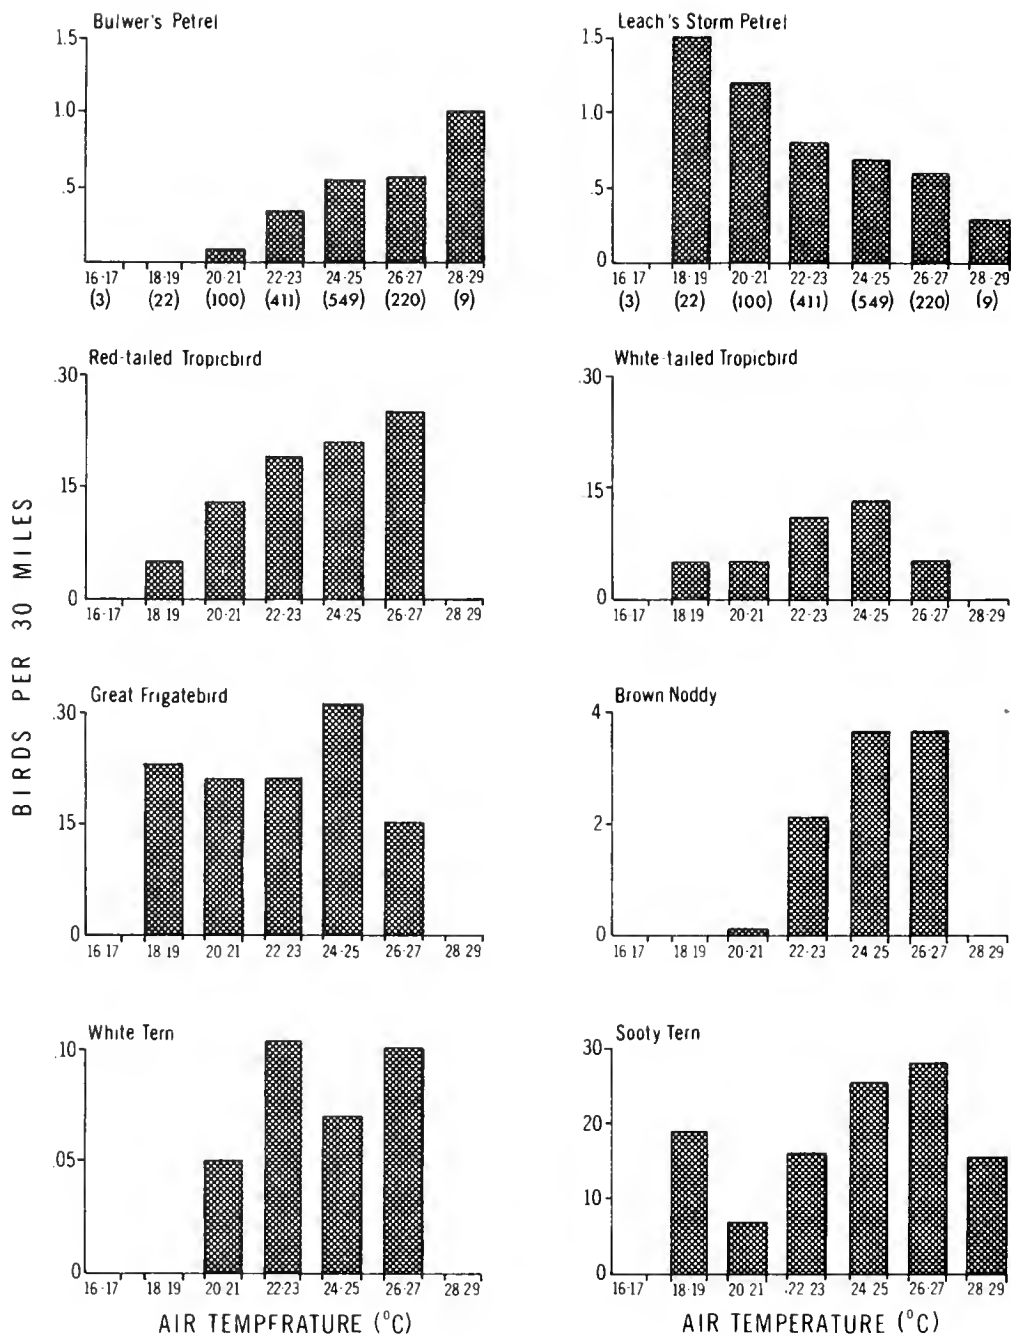 Bulwer's Petrel
1.5
1.0
.5
16-17 18-19 20-21 22-23 24-25 26-27 28-29
(3) (22) (100) (411) (549) (220) (9)
Leach's Storm Petrel
1.5
1.0
.5
0
16-17 18-19 20-21 22-23 24-25 26-27 28-29
(3) (22) (100) (411) (549) (220) (9)
Red-tailed Tropicbird
.30
15
0
16-17 18 19 20-21 22-23 24-25 26-27 28-29
White-tailed Tropicbird
.30
.15
0
16-17 18 19 20-21 22-23 24-25 26-27 28-29
BIRDS PER 30 MILES
Great Frigatebird
.30
15
0
16 17 18 19 20 21 22 23 24-25 26-27 28 29
Brown Noddy
4
2
0
16 17 18 19 20-21 22-23 24 25 26-27 28 29
White Tern
.10
.05
0
16-17 18 19 20 21 22-23 24-25 26-27 28 29
AIR TEMPERATURE (°C)
Sooty Tern
30
20
10
0
16-17 18-19 20 21 .22 23 24 25 26-27 28-29
AIR TEMPERATURE (°C)